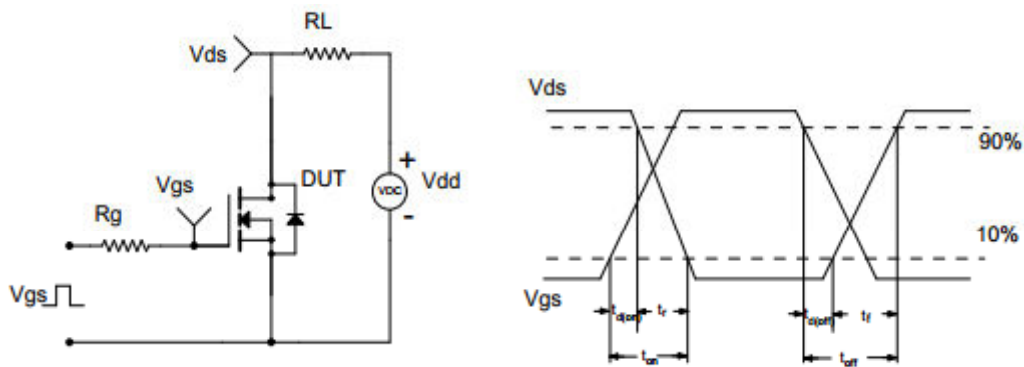 RL
Vds
+
VDC
Vdd
-
DUT
Vgs
Rg
Vgs
Vds
90%
10%
Vgs
td(on)
tr
ton
td(off)
tf
toff